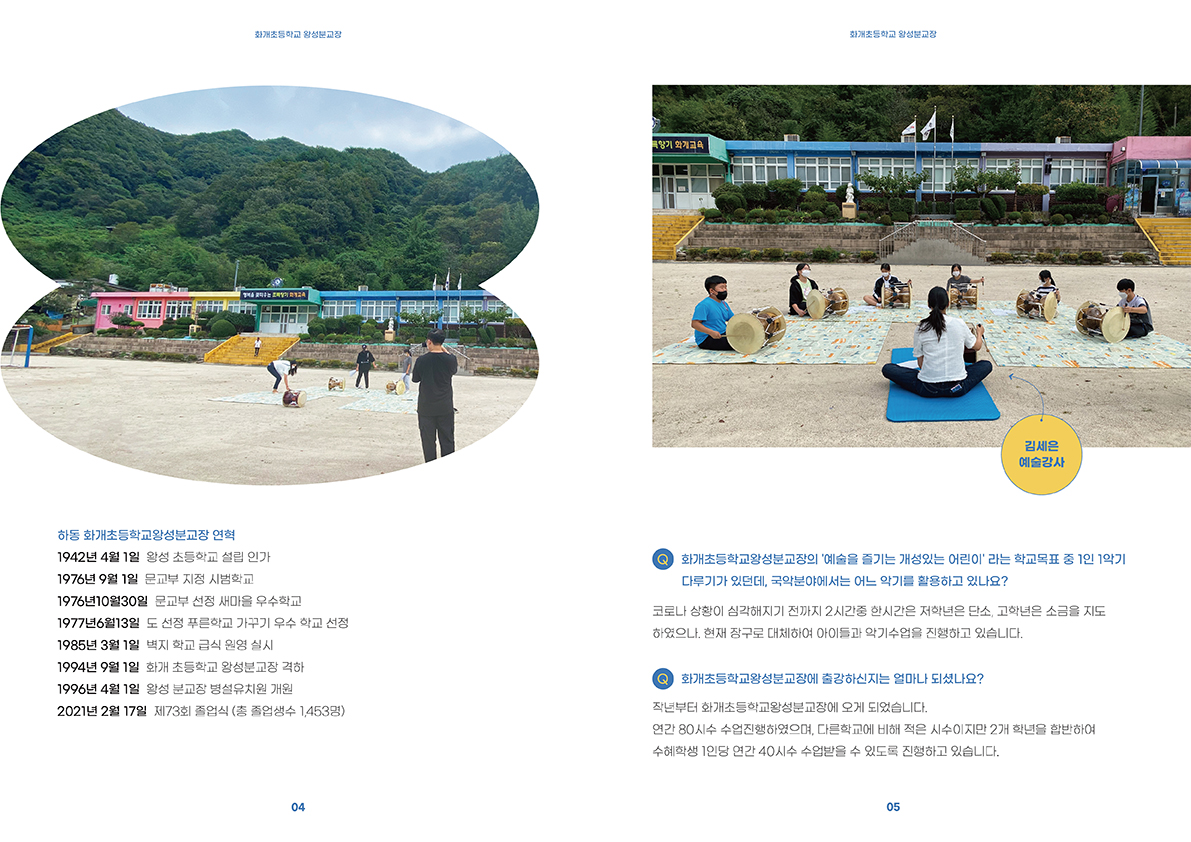 화개초등학교 왕성분교장
행복을 꽃피우는 초록향기 화개교육
하동 화개초등학교왕성분교장 연혁
1942년 4월 1일 왕성 초등학교 설립 인가
1976년 9월 1일 문교부 지정 시범학교
1976년10월30일 문교부 선정 새마을 우수학교
1977년6월13일 도 선정 푸른학교 가꾸기 우수 학교 선정
1985년 3월 1일 벽지 학교 급식 원영 실시
1994년 9월 1일 화개 초등학교 왕성분교장 격하
1996년 4월 1일 왕성 분교장 병설유치원 개원
2021년 2월 17일 제73회 졸업식 (총 졸업생수 1,453명)
04
화개초등학교 왕성분교장
록향기 화개교육
김세은
예술강사
Q 화개초등학교왕성분교장의 '예술을 즐기는 개성있는 어린이' 라는 학교목표 중 1인 1악기
다루기가 있던데, 국악분야에서는 어느 악기를 활용하고 있나요?
코로나 상황이 심각해지기 전까지 2시간중 한시간은 저학년은 단소, 고학년은 소금을 지도
하였으나. 현재 장구로 대체하여 아이들과 악기수업을 진행하고 있습니다.
Q 화개초등학교왕성분교장에 출강하신지는 얼마나 되셨나요?
작년부터 화개초등학교왕성분교장에 오게 되었습니다.
연간 80시수 수업진행하였으며, 다른학교에 비해 적은 시수이지만 2개 학년을 합반하여
수혜학생 1인당 연간 40시수 수업받을 수 있도록 진행하고 있습니다.
05